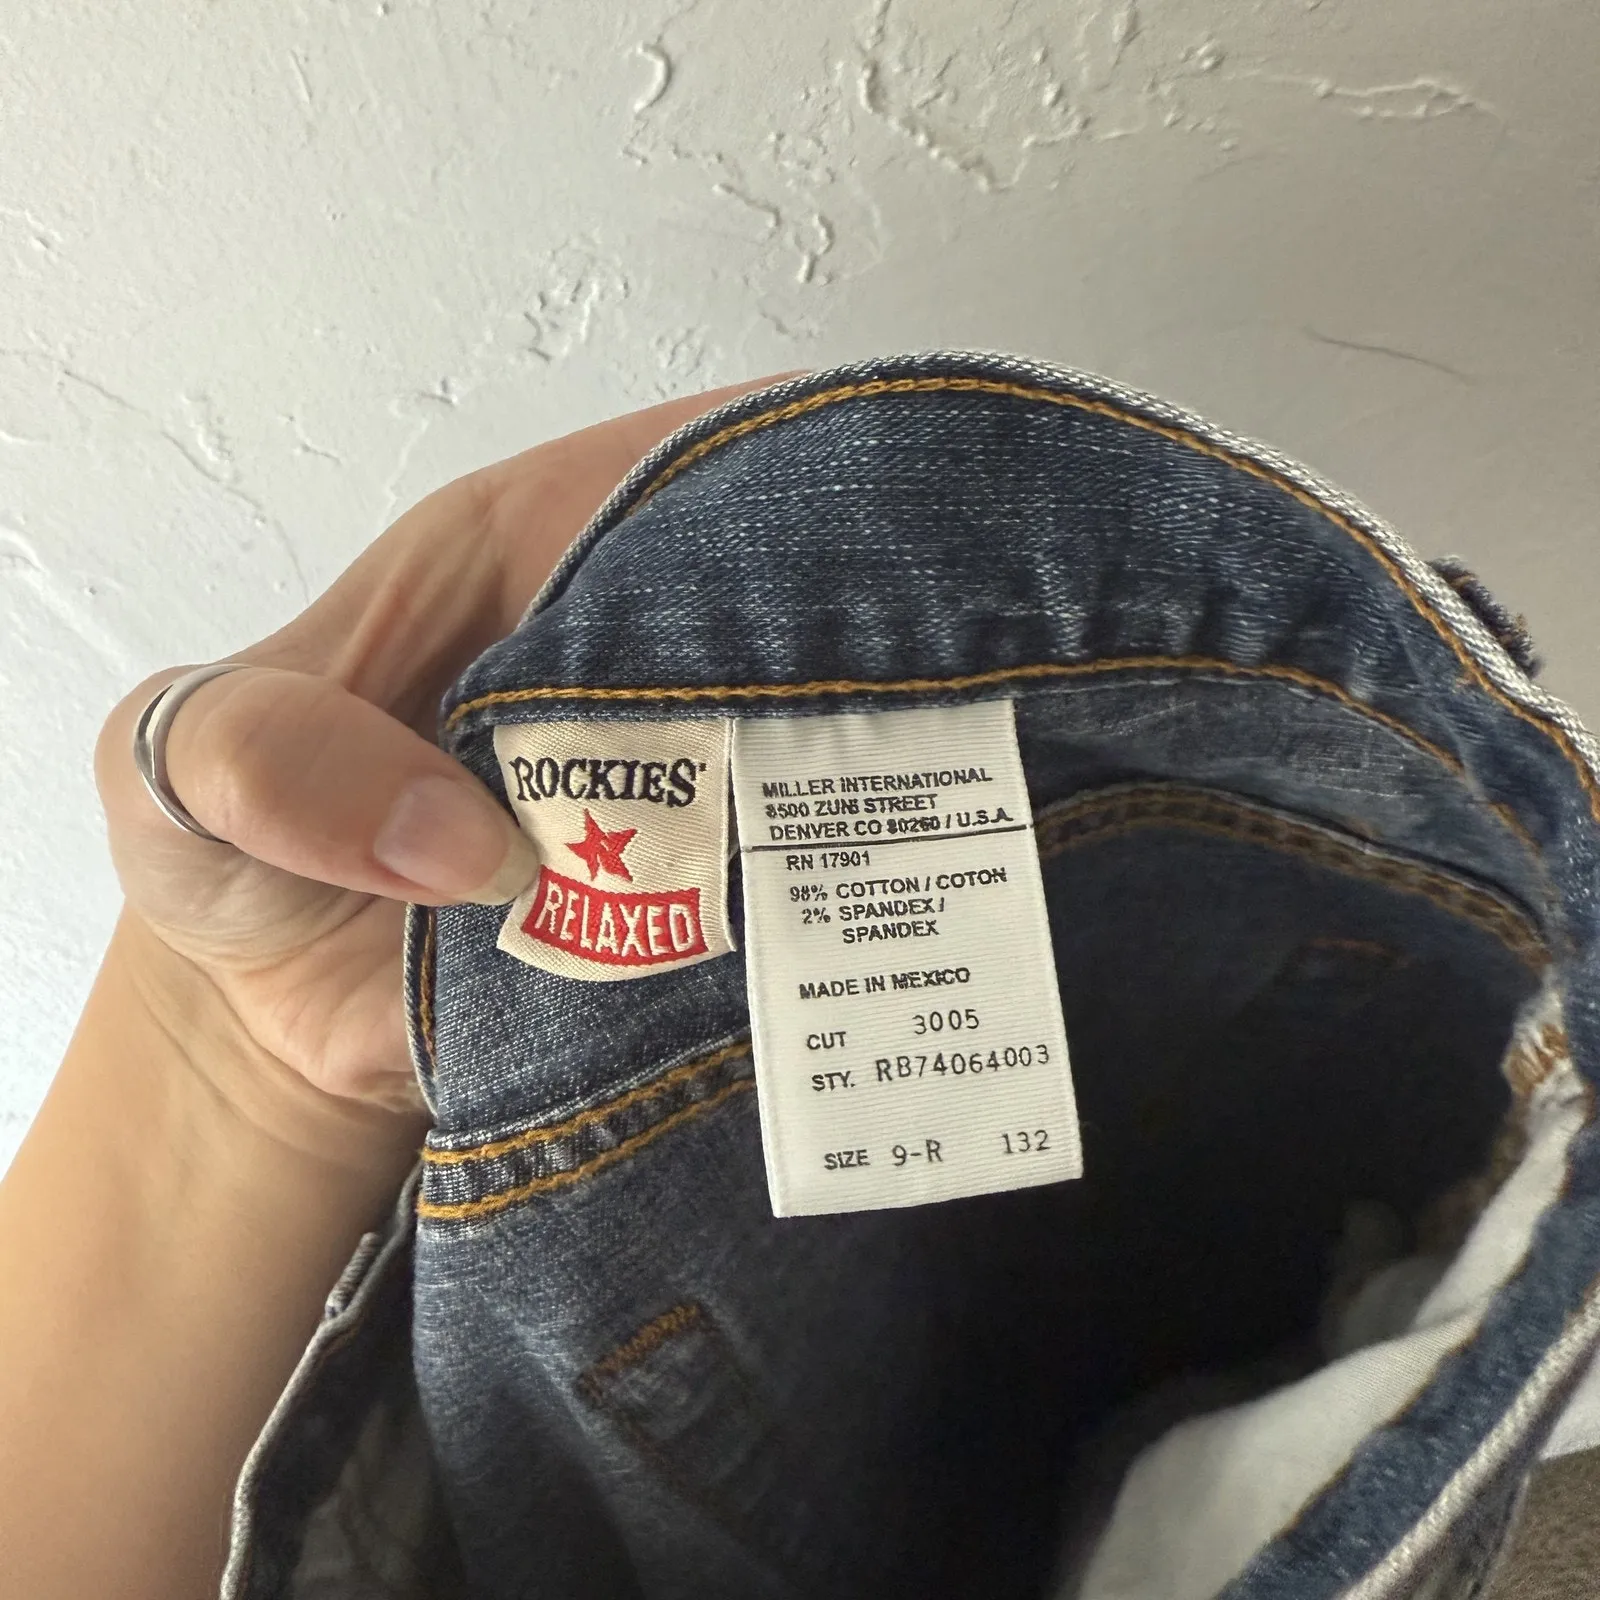 ROCKIES
RELAXED
MILLER INTERNATIONAL
8500 ZUNI STREET
DENVER CO 80260 / U.S.A.
RN 17901
98% COTTON / COTON
2% SPANDEX /
SPANDEX
MADE IN MEXICO
CUT 3005
STY. RB74064003
SIZE 9-R 132